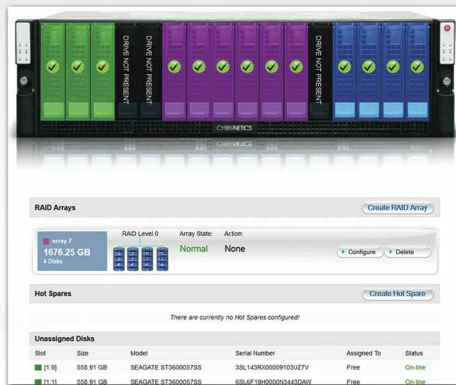 DRIVE NOT PRESENT
DRIVE NOT PRESENT
DRIVE NOT PRESENT
CYBERNETICS
RAID Arrays
Create RAID Array
array 7
1676.25 GB
4 Disks
RAID Level 0
Array State:
Normal
Action:
None
Configure
Delete
Hot Spares
Create Hot Spare
There are currently no Hot Spares configured!
Unassigned Disks
Slot Size Model Serial Number Assigned To Status
[1.9] 558.91 GB SEAGATE ST3600057SS 3SL143RX00009103UZ7V Free On-line
[1.1] 558.91 GB SEAGATE ST3600057SS 6SL6F19H0000N3443DAW Free On-line